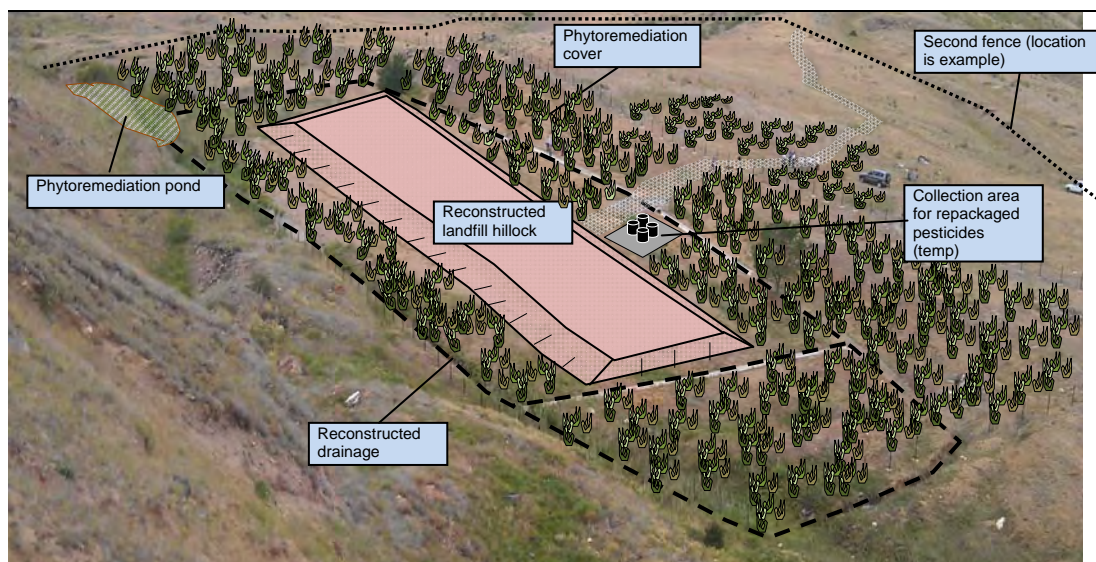 Phytoremediation
cover
Second fence (location
is example)
Phytoremediation pond
Reconstructed
landfill hillock
Collection area
for repackaged
pesticides
(temp)
Reconstructed
drainage